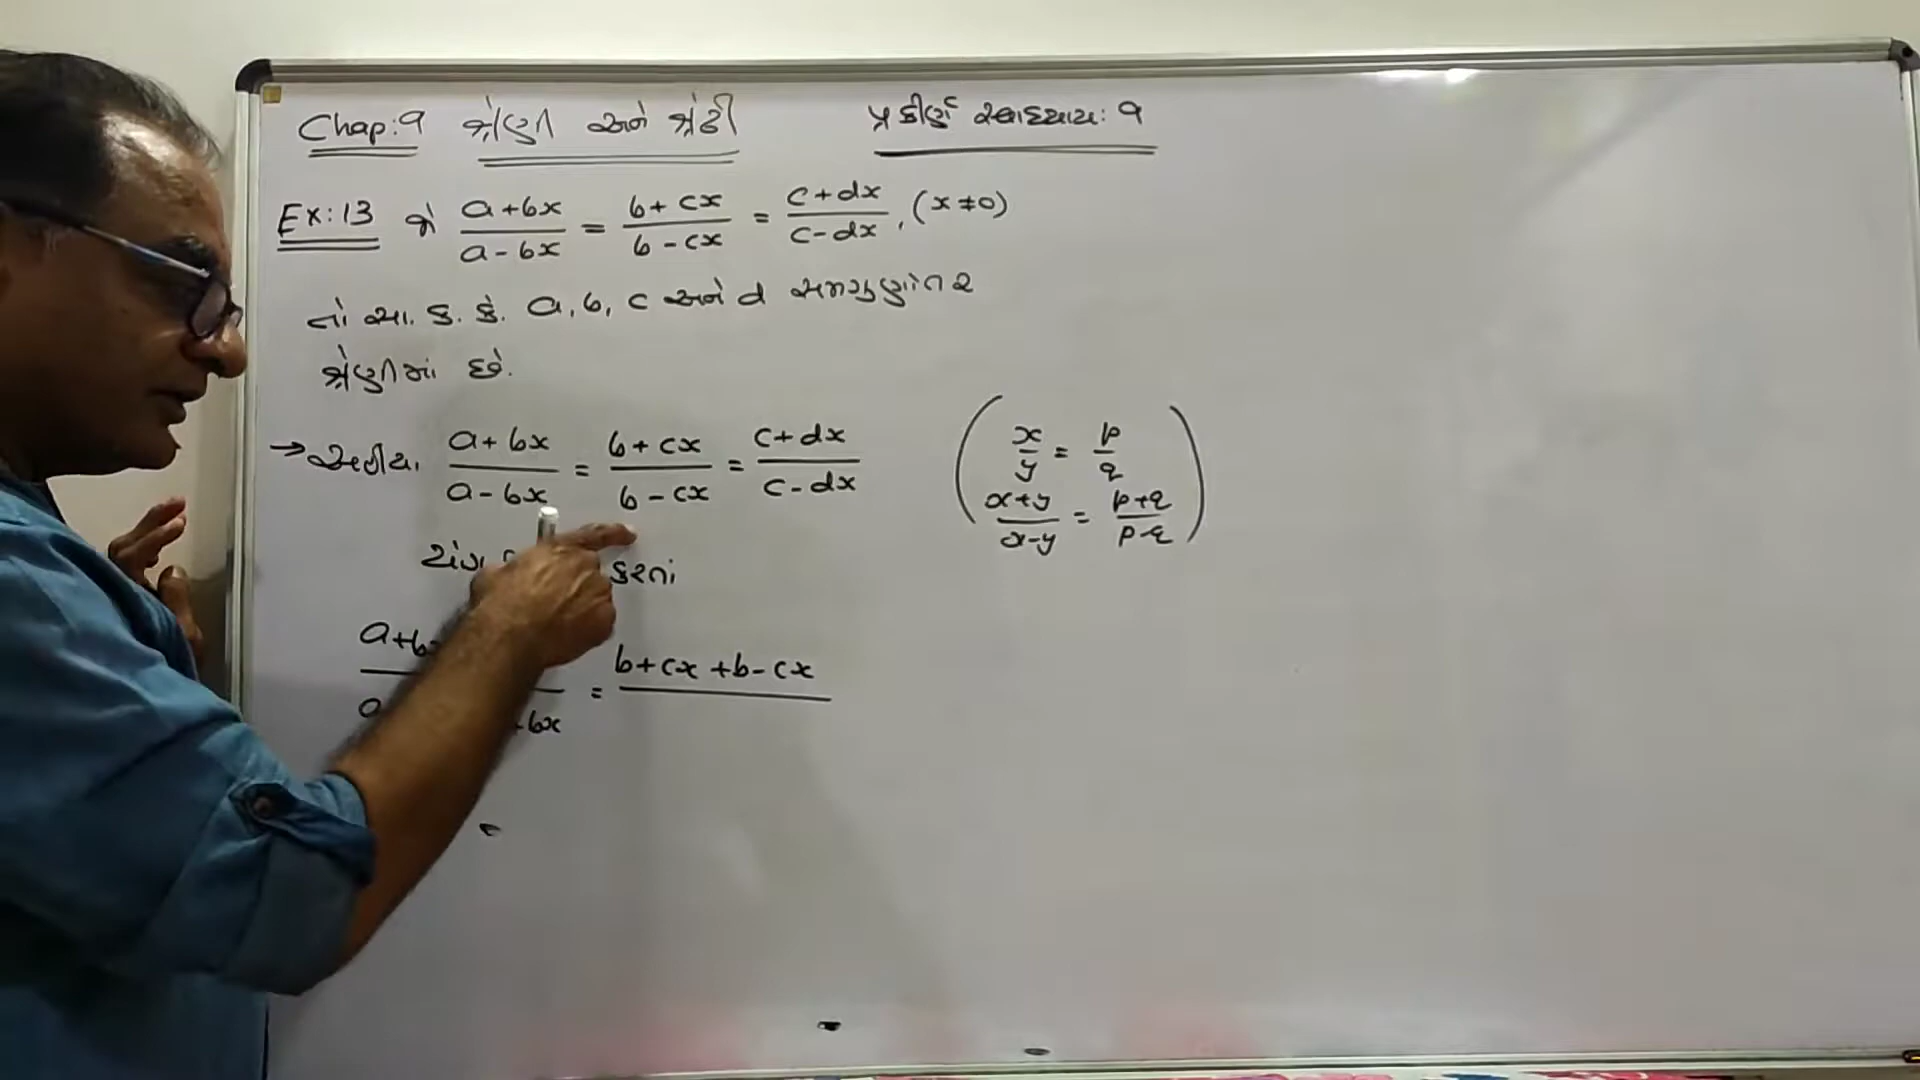 Chap:9 શ્રેણી અને શ્રેઢી પ્રકીર્ણ સ્વાધ્યાય: 9
Ex:13 જો (a+bx)/(a-bx) = (b+cx)/(b-cx) = (c+dx)/(c-dx), (x≠0)
તો સા. કે. કે. a, b, c અને d સમગુણોત્તર
શ્રેણીમાં છે.
→ અહીંયા (a+bx)/(a-bx) = (b+cx)/(b-cx) = (c+dx)/(c-dx)
(x/y = p/q
(x+y)/(x-y) = (p+q)/(p-q))
કરતાં
= b+cx+b-cx